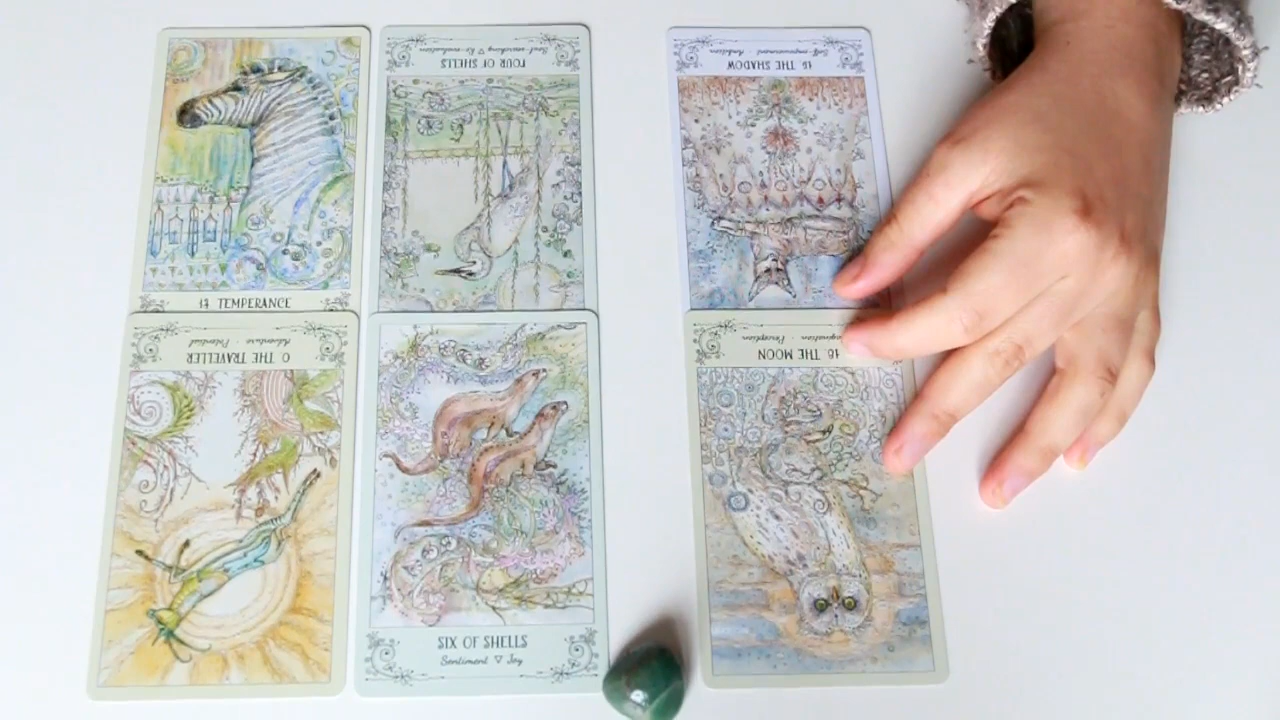 14 TEMPERANCE
FOUR OF SHELLS
Soul-searching ▽ Re-evaluation
15 THE SHADOW
Self-empowerment · Ambition
0 THE TRAVELLER
Adventure · Potential
SIX OF SHELLS
Sentiment ▽ Joy
18 THE MOON
Perception